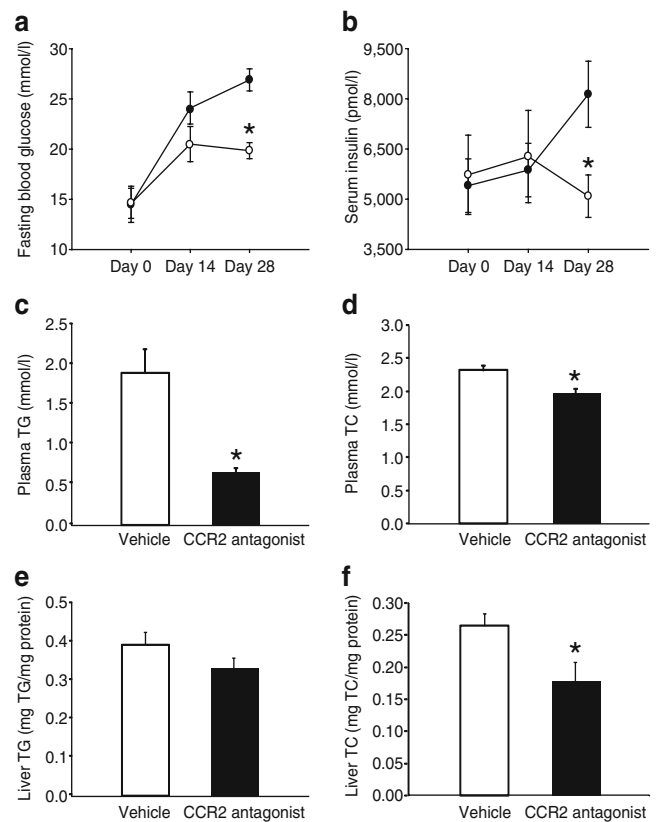 a
Fasting blood glucose (mmol/l)
30
25
20
15
10
*
Day 0 Day 14 Day 28
b
Serum insulin (pmol/l)
9,500
8,000
6,500
5,000
3,500
*
Day 0 Day 14 Day 28
c
Plasma TG (mmol/l)
2.5
2.0
1.5
1.0
0.5
0.0
*
Vehicle CCR2 antagonist
d
Plasma TC (mmol/l)
3.0
2.5
2.0
1.5
1.0
0.5
0.0
*
Vehicle CCR2 antagonist
e
Liver TG (mg TG/mg protein)
0.5
0.4
0.3
0.2
0.1
0.0
Vehicle CCR2 antagonist
f
Liver TC (mg TC/mg protein)
0.30
0.25
0.20
0.15
0.10
0.05
0.00
*
Vehicle CCR2 antagonist